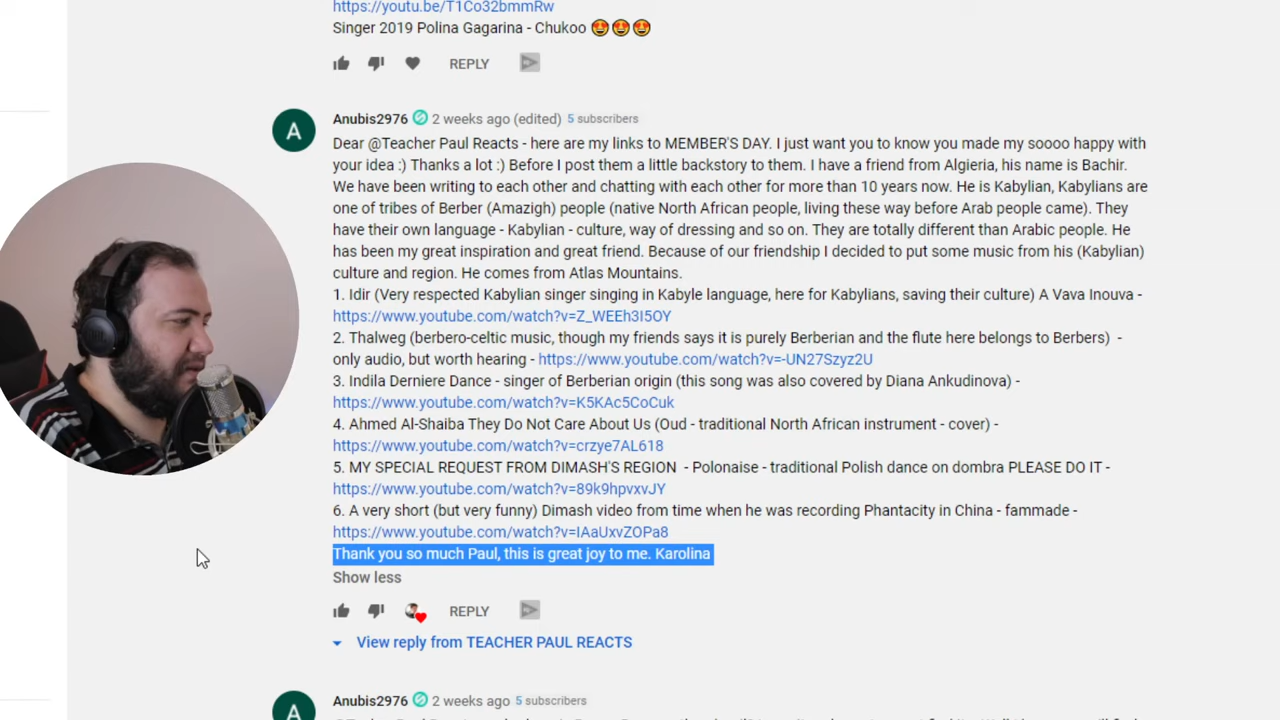 https://youtu.be/T1Co32bmmRw
Singer 2019 Polina Gagarina - Chukoo 😍😍😍
REPLY
A
Anubis2976 2 weeks ago (edited) 5 subscribers
Dear @Teacher Paul Reacts - here are my links to MEMBER'S DAY. I just want you to know you made my soooo happy with
your idea :) Thanks a lot :) Before I post them a little backstory to them. I have a friend from Algieria, his name is Bachir.
We have been writing to each other and chatting with each other for more than 10 years now. He is Kabylian, Kabylians are
one of tribes of Berber (Amazigh) people (native North African people, living these way before Arab people came). They
have their own language - Kabylian - culture, way of dressing and so on. They are totally different than Arabic people. He
has been my great inspiration and great friend. Because of our friendship I decided to put some music from his (Kabylian)
culture and region. He comes from Atlas Mountains.
1. Idir (Very respected Kabylian singer singing in Kabyle language, here for Kabylians, saving their culture) A Vava Inouva -
https://www.youtube.com/watch?v=Z_WEEh3I5OY
2. Thalweg (berbero-celtic music, though my friends says it is purely Berberian and the flute here belongs to Berbers) -
only audio, but worth hearing - https://www.youtube.com/watch?v=-UN27Szyz2U
3. Indila Derniere Dance - singer of Berberian origin (this song was also covered by Diana Ankudinova) -
https://www.youtube.com/watch?v=K5KAc5CoCuk
4. Ahmed Al-Shaiba They Do Not Care About Us (Oud - traditional North African instrument - cover) -
https://www.youtube.com/watch?v=crzye7AL618
5. MY SPECIAL REQUEST FROM DIMASH'S REGION - Polonaise - traditional Polish dance on dombra PLEASE DO IT -
https://www.youtube.com/watch?v=89k9hpvxvJY
6. A very short (but very funny) Dimash video from time when he was recording Phantacity in China - fammade -
https://www.youtube.com/watch?v=IAaUxvZOPa8
Thank you so much Paul, this is great joy to me. Karolina
Show less
REPLY
View reply from TEACHER PAUL REACTS
A
Anubis2976 2 weeks ago 5 subscribers